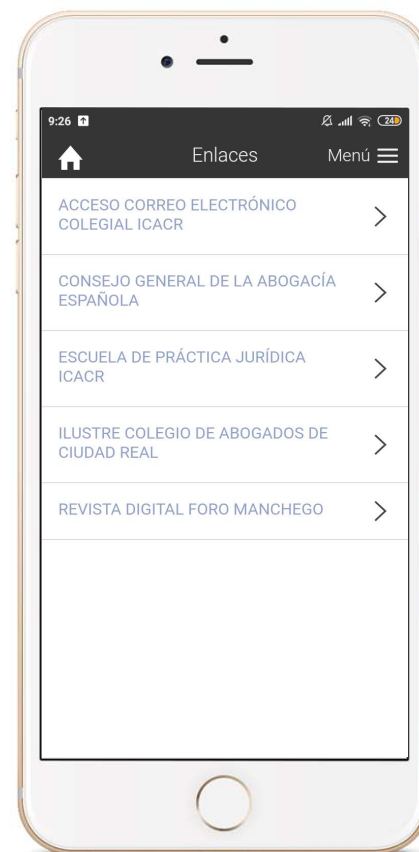 9:26
24
Enlaces
Menú
ACCESO CORREO ELECTRÓNICO
COLEGIAL ICACR
CONSEJO GENERAL DE LA ABOGACÍA
ESPAÑOLA
ESCUELA DE PRÁCTICA JURÍDICA
ICACR
ILUSTRE COLEGIO DE ABOGADOS DE
CIUDAD REAL
REVISTA DIGITAL FORO MANCHEGO